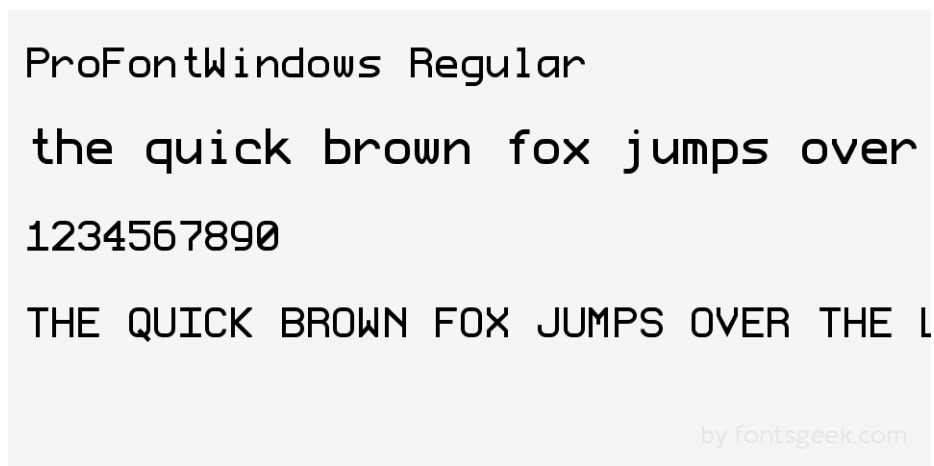 ProFontWindows Regular
the quick brown fox jumps over
1234567890
THE QUICK BROWN FOX JUMPS OVER THE L
by fontsgeek.com